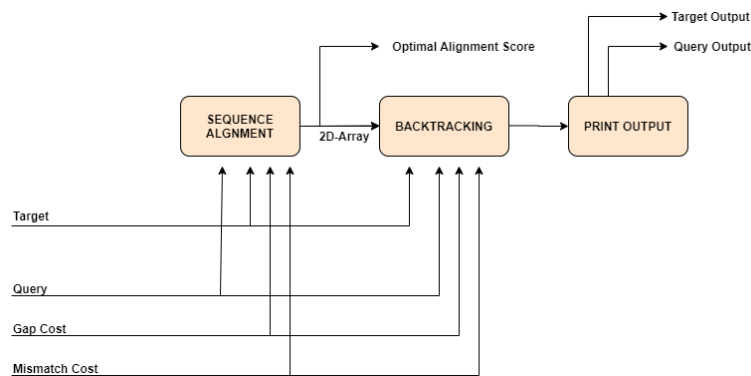 Target Output
Optimal Alignment Score
Query Output
SEQUENCE
ALGNMENT
2D-Array
BACKTRACKING
PRINT OUTPUT
Target
Query
Gap Cost
Mismatch Cost